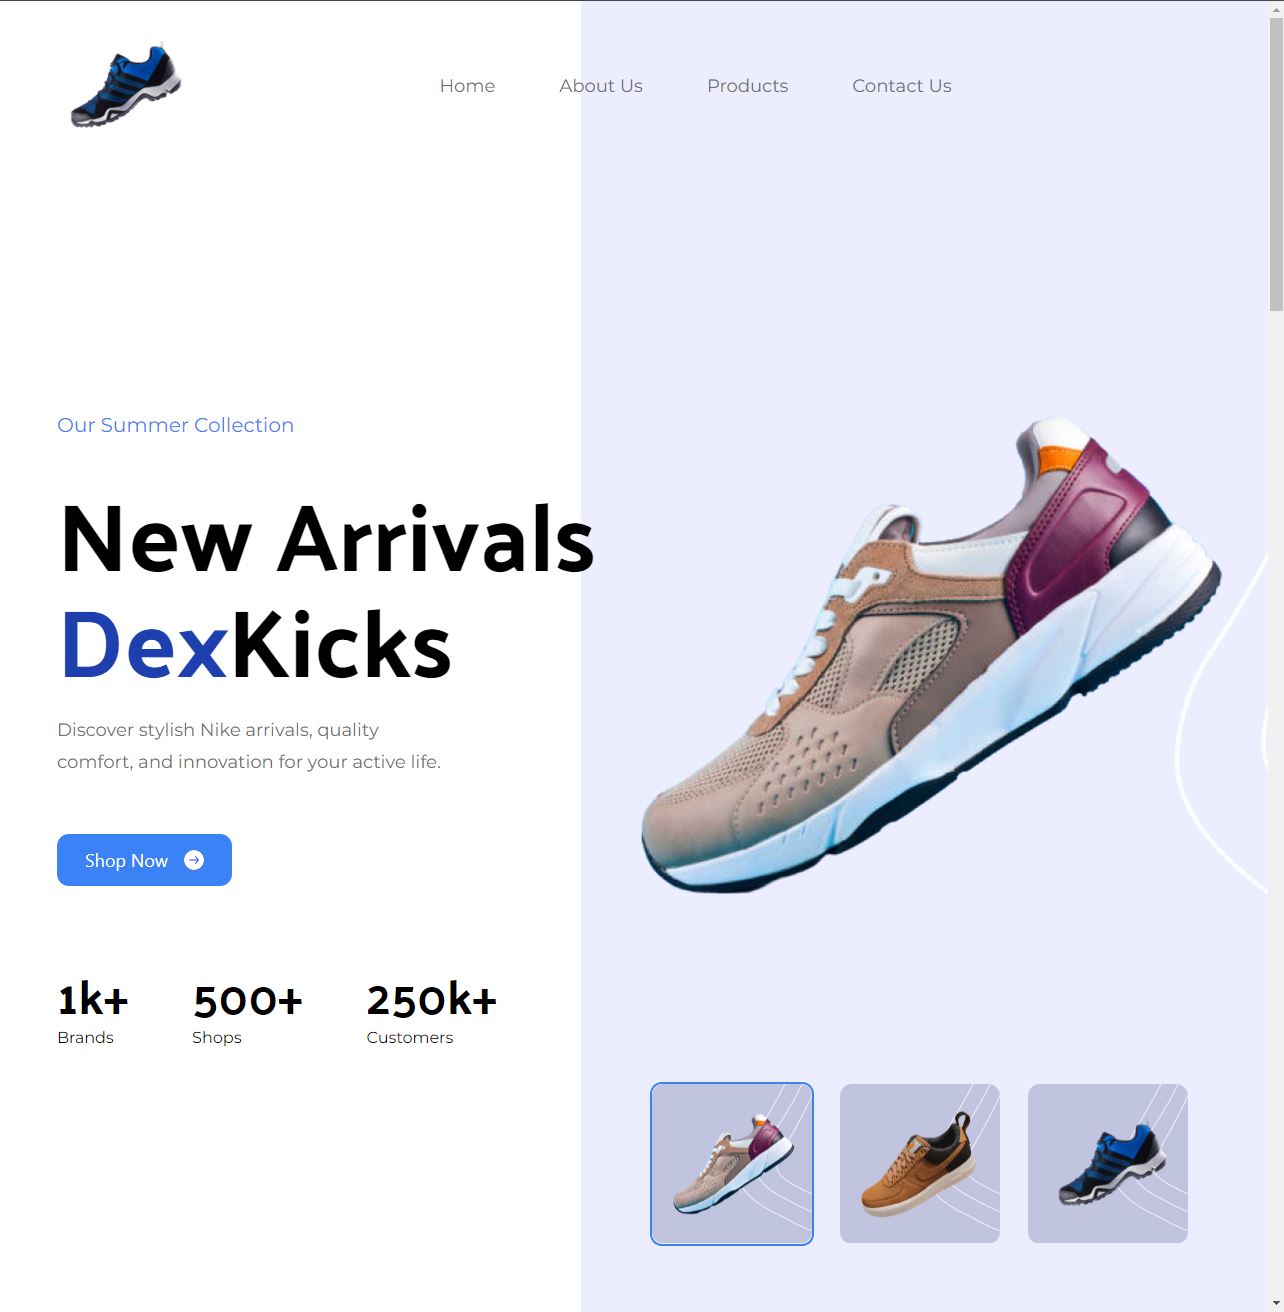 Home
About Us
Products
Contact Us
Our Summer Collection
New Arrivals
DexKicks
Discover stylish Nike arrivals, quality
comfort, and innovation for your active life.
Shop Now
1k+
Brands
500+
Shops
250k+
Customers